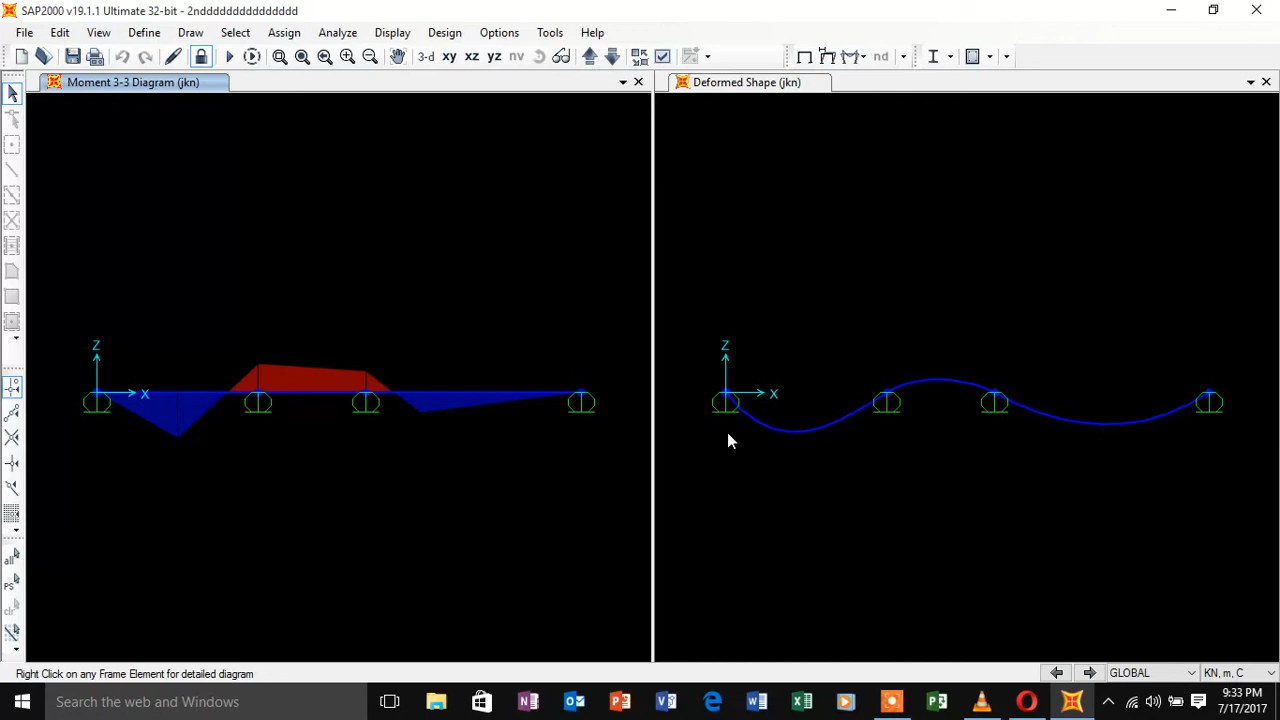 SAP2000 v19.1.1 Ultimate 32-bit - 2ndddddddddddddddd
File Edit View Define Draw Select Assign Analyze Display Design Options Tools Help
3-d xy xz yz nv nd
Moment 3-3 Diagram (jkn)
Deformed Shape (jkn)
Z
X
Z
X
all
PS
clr
Right Click on any Frame Element for detailed diagram
GLOBAL
KN, m, C
Search the web and Windows
9:33 PM
7/17/2017